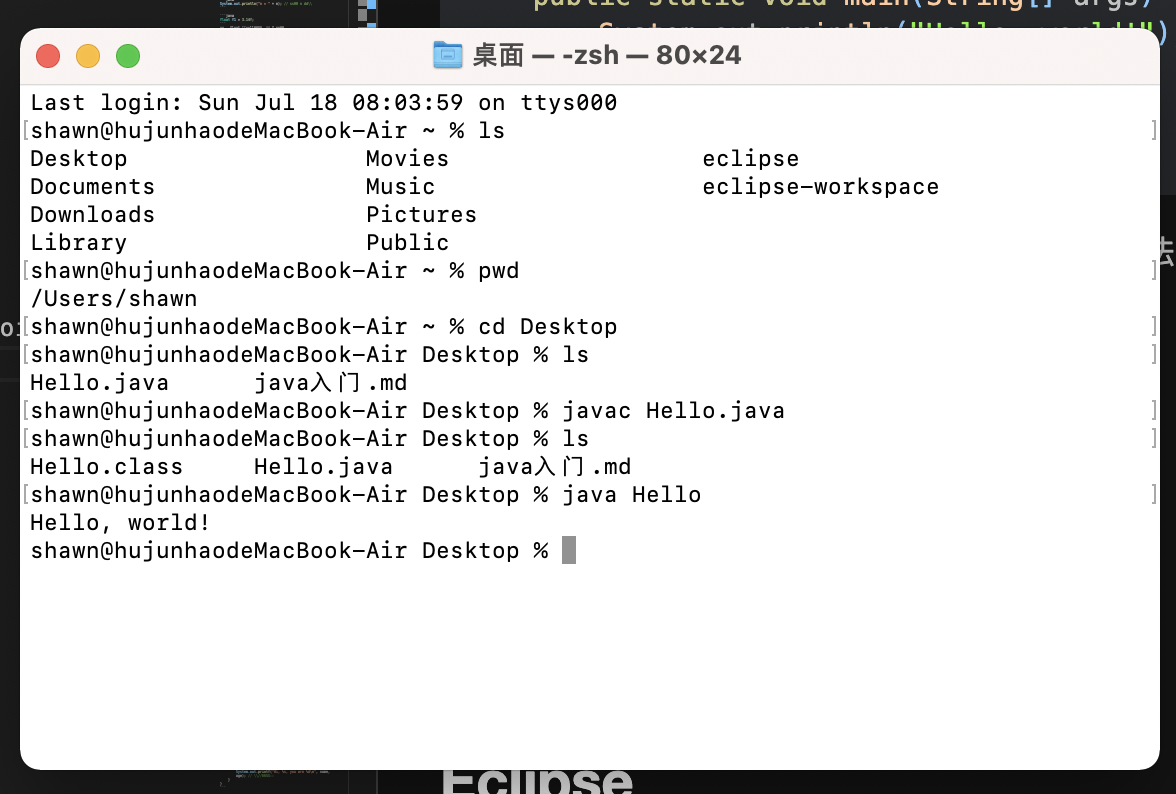 public static void main(String[] args)
桌面 — -zsh — 80×24
Last login: Sun Jul 18 08:03:59 on ttys000
[shawn@hujunhaodeMacBook-Air ~ % ls ]
Desktop Movies eclipse
Documents Music eclipse-workspace
Downloads Pictures
Library Public
[shawn@hujunhaodeMacBook-Air ~ % pwd ]
/Users/shawn
[shawn@hujunhaodeMacBook-Air ~ % cd Desktop ]
[shawn@hujunhaodeMacBook-Air Desktop % ls ]
Hello.java java入门.md
[shawn@hujunhaodeMacBook-Air Desktop % javac Hello.java ]
[shawn@hujunhaodeMacBook-Air Desktop % ls ]
Hello.class Hello.java java入门.md
[shawn@hujunhaodeMacBook-Air Desktop % java Hello ]
Hello, world!
shawn@hujunhaodeMacBook-Air Desktop %
Eclipse